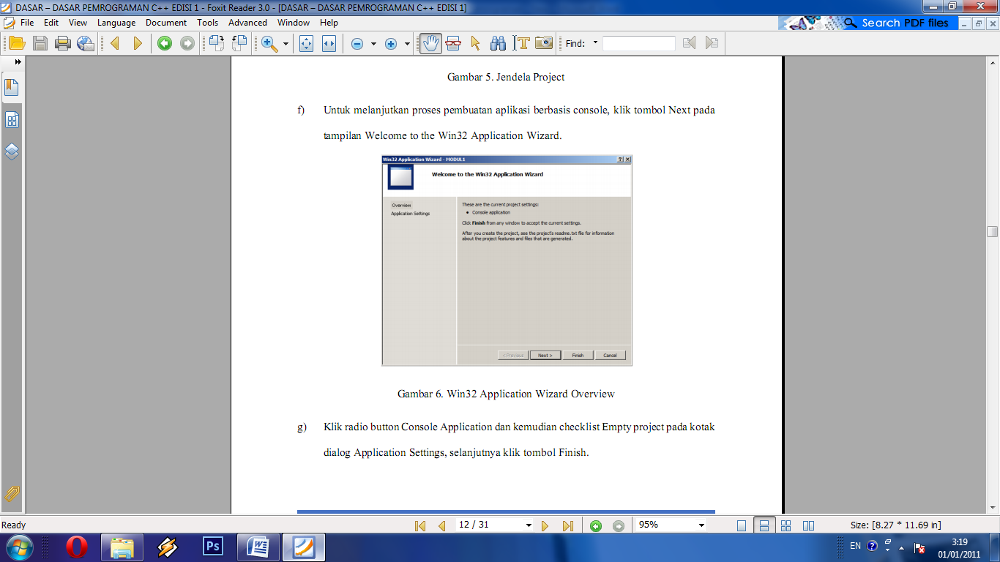 DASAR – DASAR PEMROGRAMAN C++ EDISI 1 - Foxit Reader 3.0 - [DASAR – DASAR PEMROGRAMAN C++ EDISI 1]
File Edit View Language Document Tools Advanced Window Help
Search PDF files
Find:
Gambar 5. Jendela Project
f) Untuk melanjutkan proses pembuatan aplikasi berbasis console, klik tombol Next pada
tampilan Welcome to the Win32 Application Wizard.
Win32 Application Wizard - MODUL1
Welcome to the Win32 Application Wizard
Overview
Application Settings
These are the current project settings:
• Console application
Click Finish from any window to accept the current settings.
After you create the project, see the project's readme.txt file for information
about the project features and files that are generated.
< Previous Next > Finish Cancel
Gambar 6. Win32 Application Wizard Overview
g) Klik radio button Console Application dan kemudian checklist Empty project pada kotak
dialog Application Settings, selanjutnya klik tombol Finish.
Ready
12 / 31
95%
Size: [8.27 * 11.69 in]
Ps
W
EN
3:19
01/01/2011